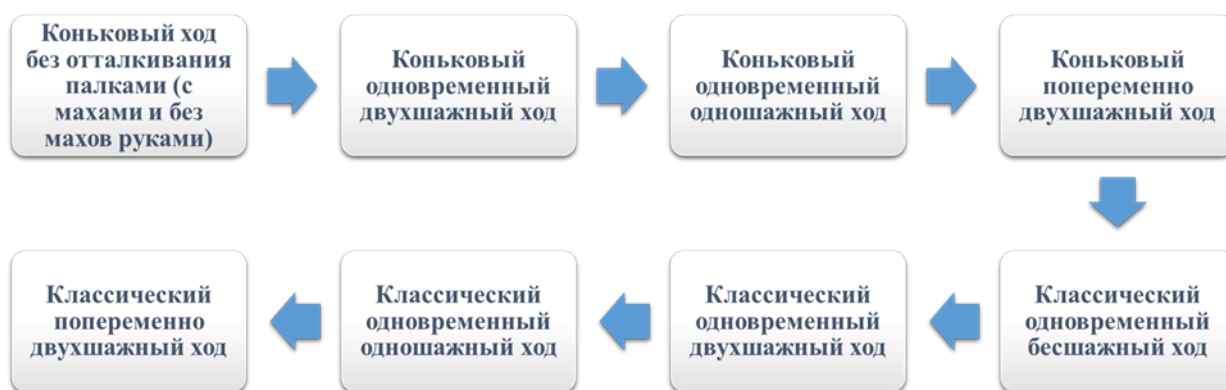 Коньковый ход
без отталкивания
палками (с
махами и без
махов руками)
Коньковый
одновременный
двухшажный ход
Коньковый
одновременный
одношажный ход
Коньковый
попеременно
двухшажный ход
Классический
одновременный
бесшажный ход
Классический
одновременный
двухшажный ход
Классический
одновременный
одношажный ход
Классический
попеременно
двухшажный ход